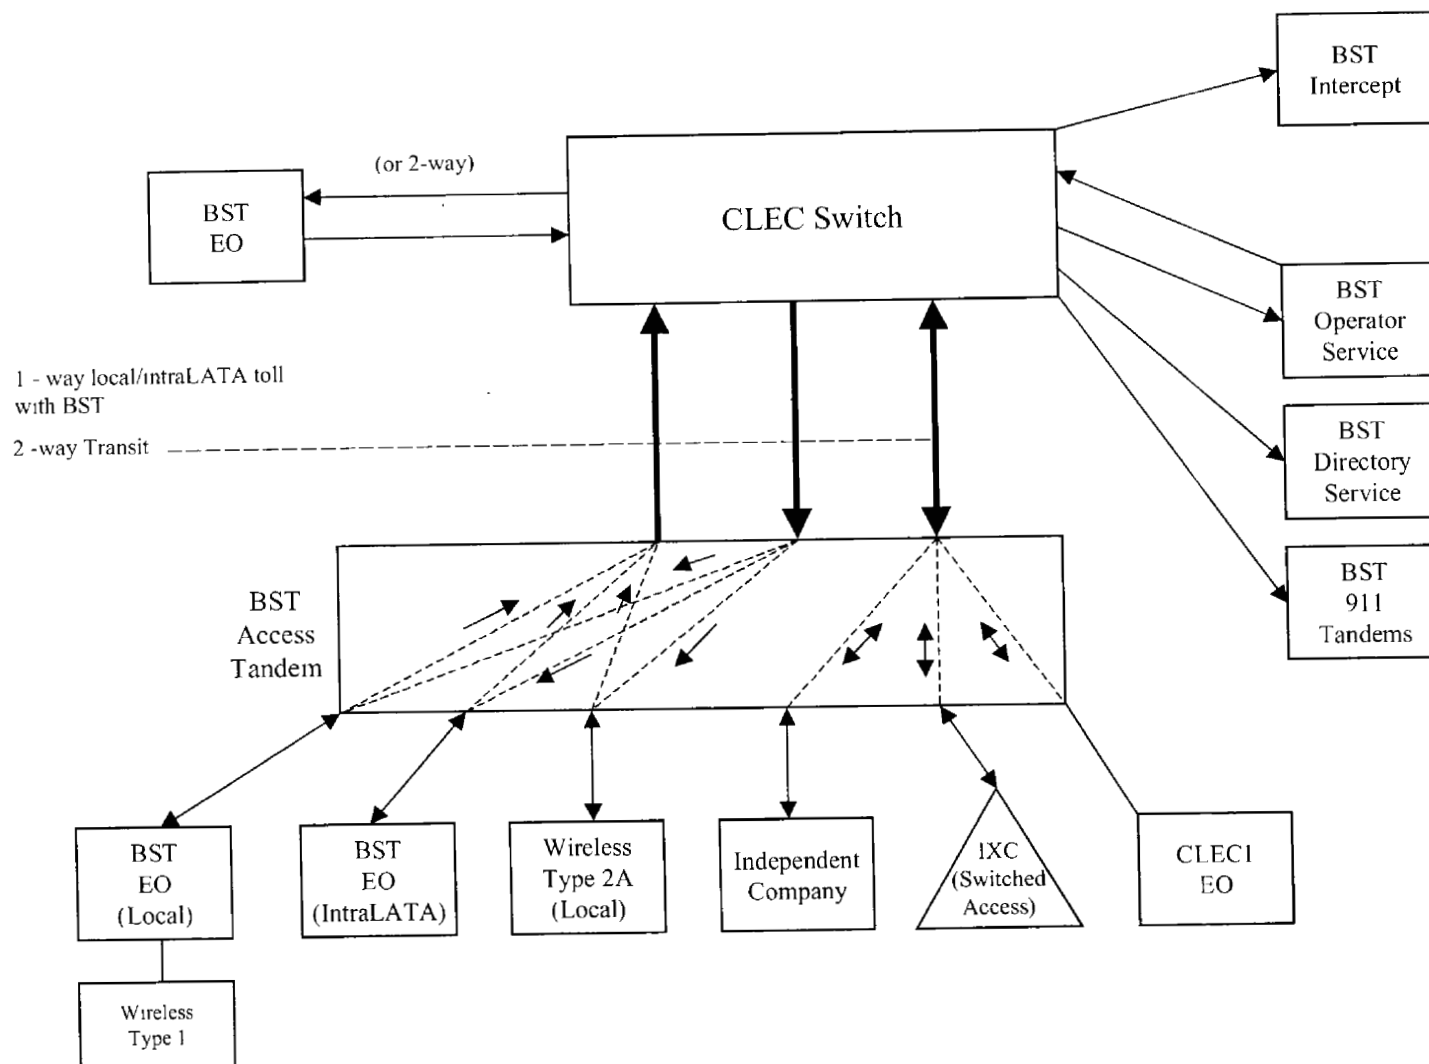 BST
Intercept
(or 2-way)
BST
EO
CLEC Switch
BST
Operator
Service
1 - way local/intraLATA toll
with BST
2 -way Transit
BST
Directory
Service
BST
911
Tandems
BST
Access
Tandem
BST
EO
(Local)
BST
EO
(IntraLATA)
Wireless
Type 2A
(Local)
Independent
Company
IXC
(Switched
Access)
CLEC1
EO
Wireless
Type 1